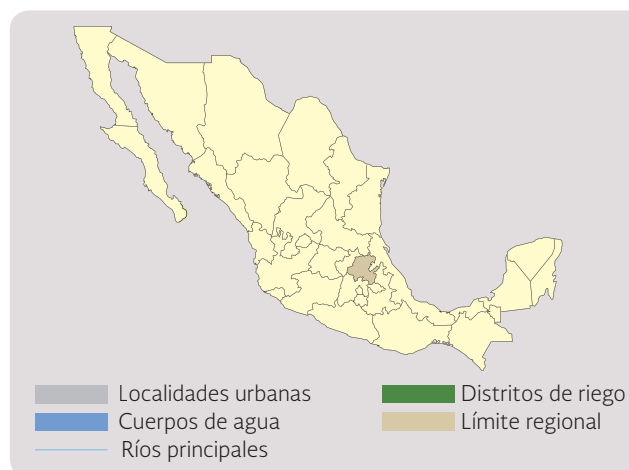 Localidades urbanas
Cuerpos de agua
Ríos principales
Distritos de riego
Límite regional